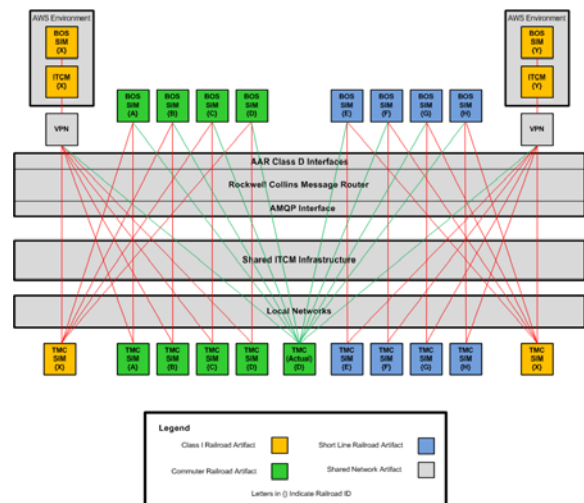 AWS Environment
BOS
SIM
(X)
ITCM
(X)
VPN
AWS Environment
BOS
SIM
(Y)
ITCM
(Y)
VPN
BOS
SIM
(A)
BOS
SIM
(B)
BOS
SIM
(C)
BOS
SIM
(D)
BOS
SIM
(E)
BOS
SIM
(F)
BOS
SIM
(G)
BOS
SIM
(H)
AAR Class D Interfaces
Rockwell Collins Message Router
AMQP Interface
Shared ITCM Infrastructure
Local Networks
TMC
SIM
(X)
TMC
SIM
(A)
TMC
SIM
(B)
TMC
SIM
(C)
TMC
SIM
(D)
TMC
(Actual)
(D)
TMC
SIM
(E)
TMC
SIM
(F)
TMC
SIM
(G)
TMC
SIM
(H)
TMC
SIM
(X)
Legend
Class I Railroad Artifact
Short Line Railroad Artifact
Commuter Railroad Artifact
Shared Network Artifact
Letters in () Indicate Railroad ID